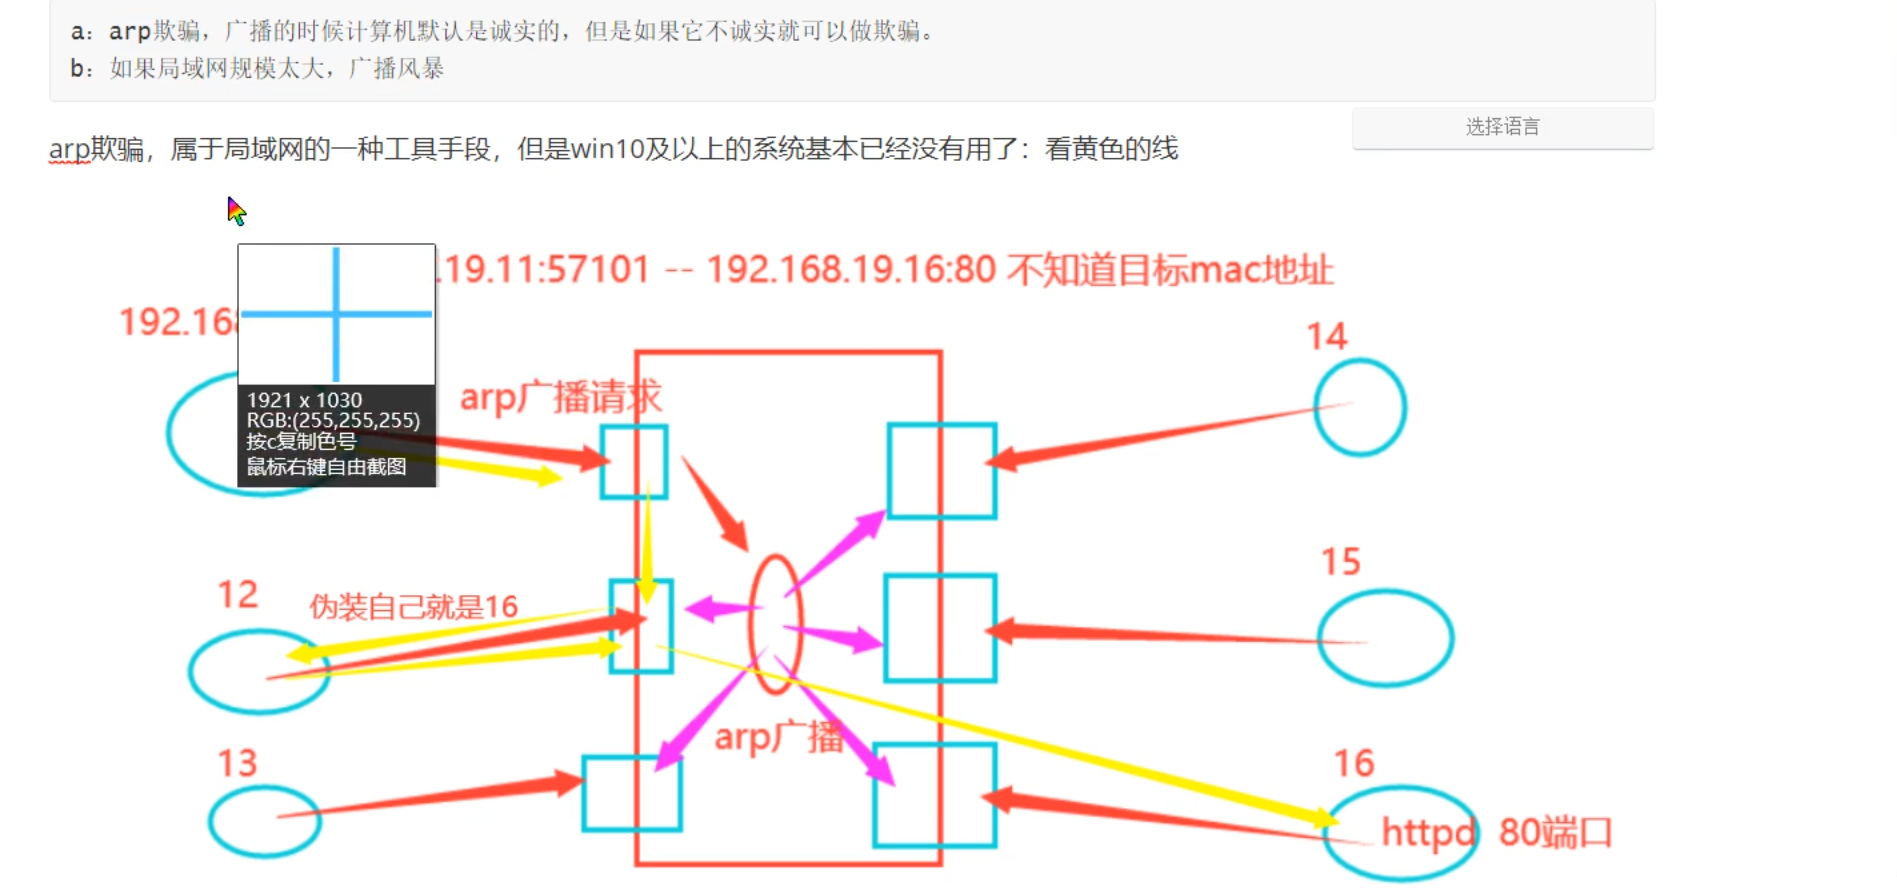 a: arp欺骗，广播的时候计算机默认是诚实的，但是如果它不诚实就可以做欺骗。
b: 如果局域网规模太大，广播风暴
选择语言
arp欺骗，属于局域网的一种工具手段，但是win10及以上的系统基本已经没有用了：看黄色的线
.19.11:57101 -- 192.168.19.16:80 不知道目标mac地址
192.168
14
arp广播请求
1921 x 1030
RGB:(255,255,255)
按c复制色号
鼠标右键自由截图
15
12
伪装自己就是16
arp广播
13
16
httpd 80端口